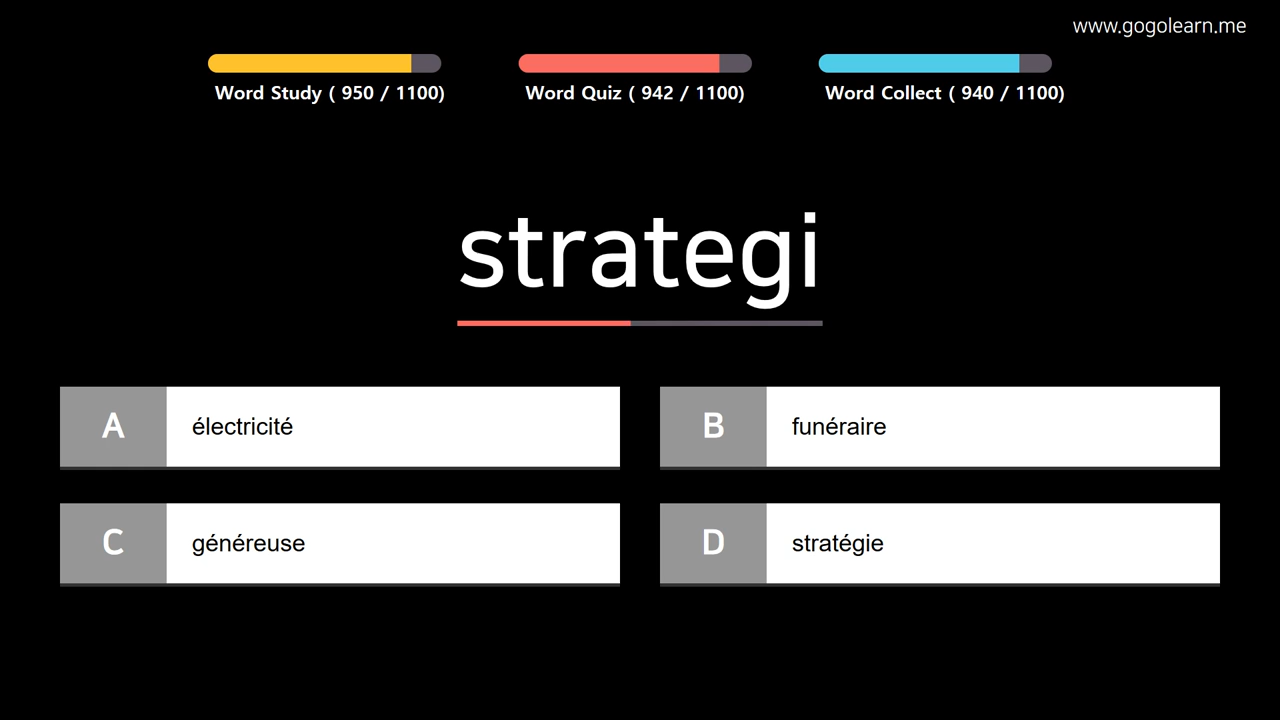 www.gogolearn.me
Word Study ( 950 / 1100)
Word Quiz ( 942 / 1100)
Word Collect ( 940 / 1100)
strategi
A électricité
B funéraire
C généreuse
D stratégie